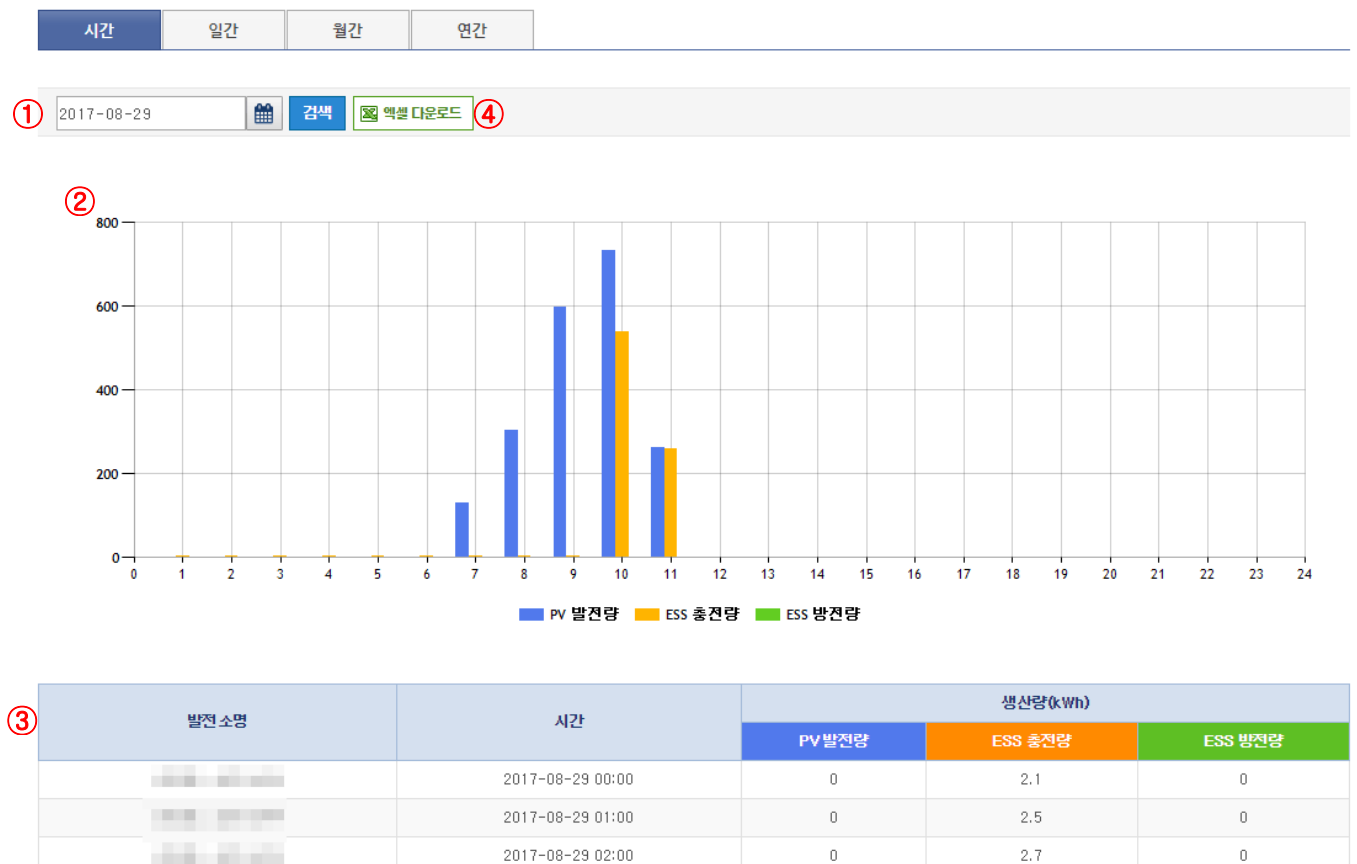 시간 일간 월간 연간
① 2017-08-29 검색 엑셀 다운로드 ④
②
800
600
400
200
0
0 1 2 3 4 5 6 7 8 9 10 11 12 13 14 15 16 17 18 19 20 21 22 23 24
PV 발전량 ESS 충전량 ESS 방전량
③
발전소명 시간 생산량(kWh)
PV 발전량 ESS 충전량 ESS 방전량
2017-08-29 00:00 0 2.1 0
2017-08-29 01:00 0 2.5 0
2017-08-29 02:00 0 2.7 0